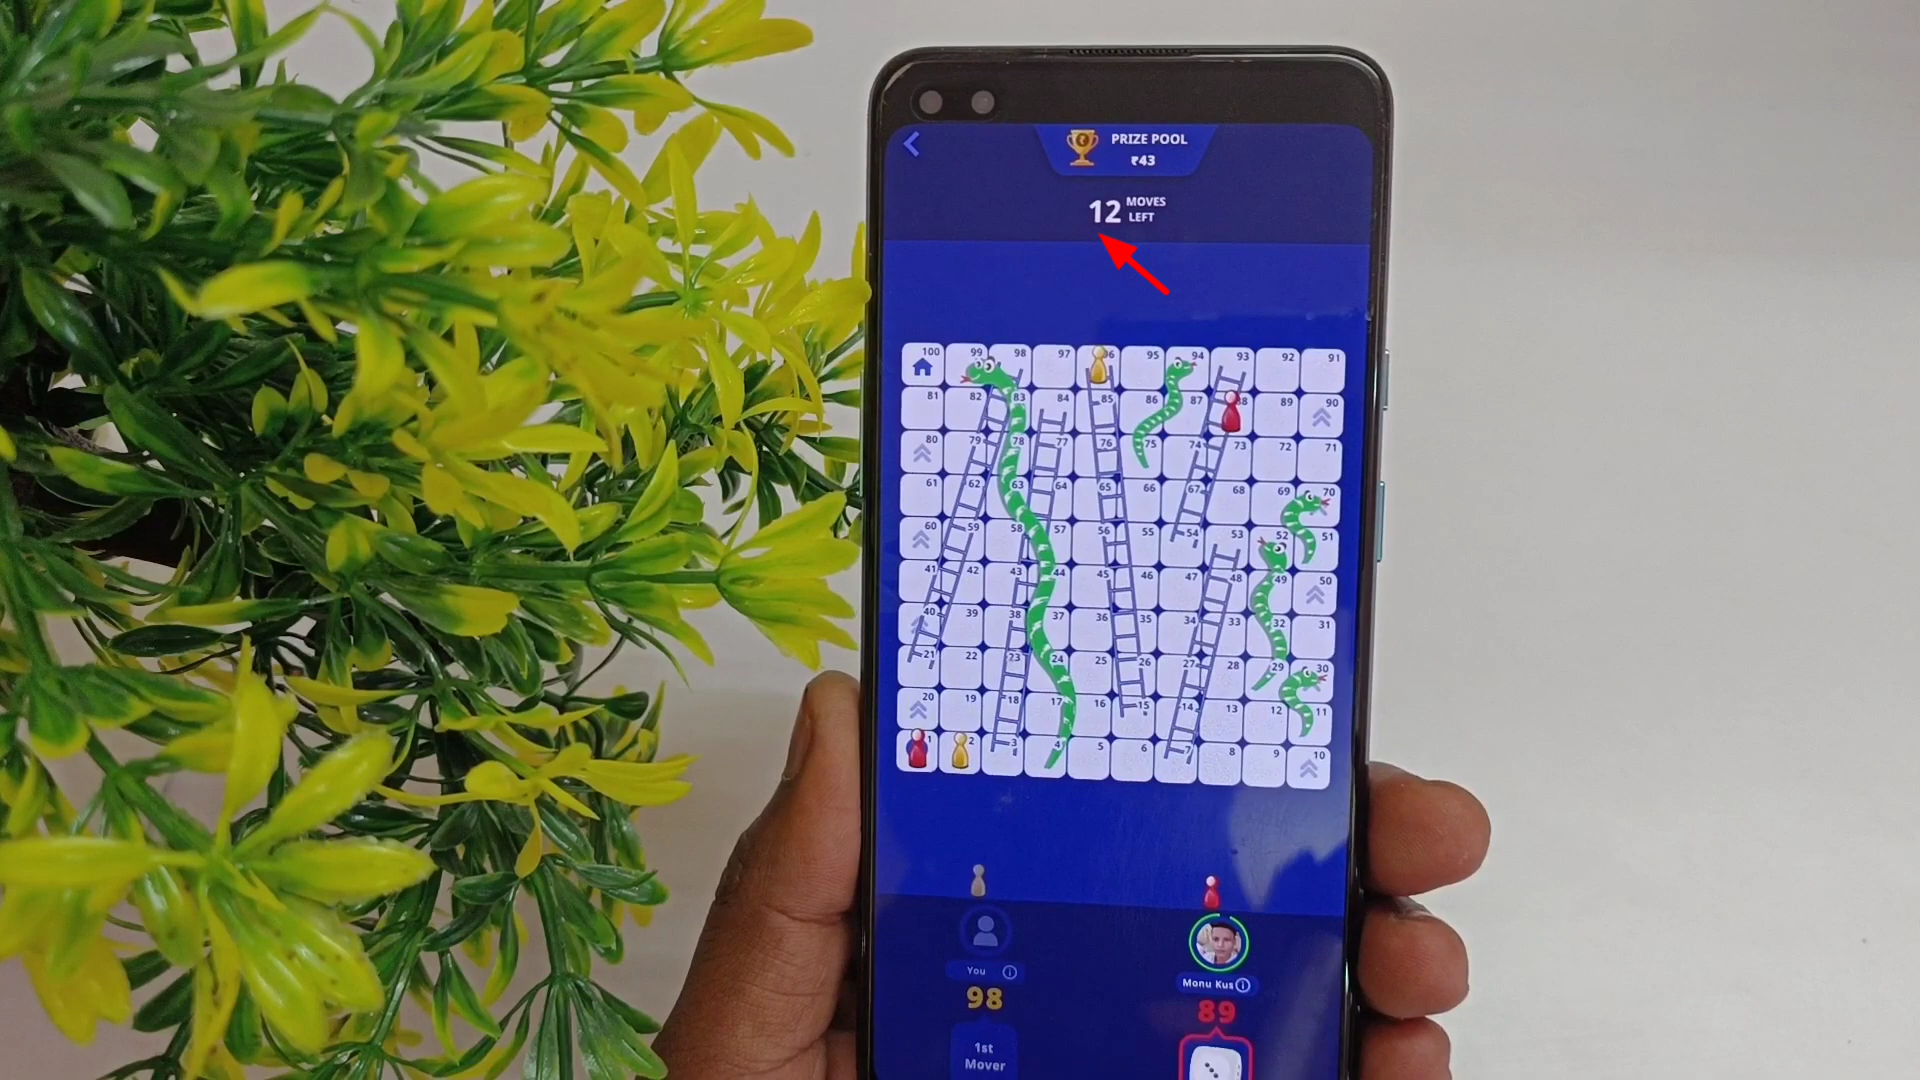 PRIZE POOL
₹43
12 MOVES LEFT
100 99 98 97 96 95 94 93 92 91
81 82 83 84 85 86 87 88 89 90
80 79 78 77 76 75 74 73 72 71
61 62 63 64 65 66 67 68 69 70
60 59 58 57 56 55 54 53 52 51
41 42 43 44 45 46 47 48 49 50
40 39 38 37 36 35 34 33 32 31
21 22 23 24 25 26 27 28 29 30
20 19 18 17 16 15 14 13 12 11
1 2 3 4 5 6 7 8 9 10
You
Monu Kus
98
89
1st
Mover